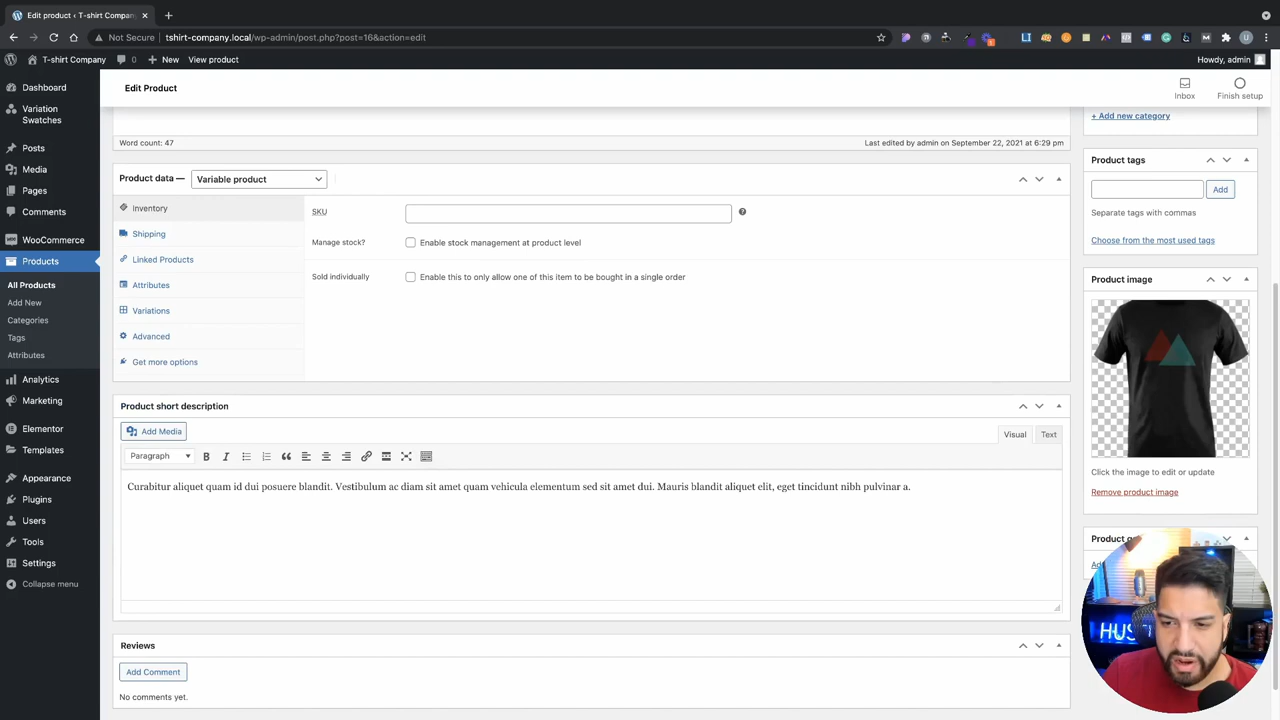 Edit product ‹ T-shirt Company
Not Secure
tshirt-company.local/wp-admin/post.php?post=16&action=edit
T-shirt Company
0
New
View product
Howdy, admin
Dashboard
Variation
Swatches
Posts
Media
Pages
Comments
WooCommerce
Products
All Products
Add New
Categories
Tags
Attributes
Analytics
Marketing
Elementor
Templates
Appearance
Plugins
Users
Tools
Settings
Collapse menu
Edit Product
Inbox
Finish setup
Word count: 47
Last edited by admin on September 22, 2021 at 6:29 pm
Product data —
Variable product
Inventory
Shipping
Linked Products
Attributes
Variations
Advanced
Get more options
SKU
Manage stock?
Enable stock management at product level
Sold individually
Enable this to only allow one of this item to be bought in a single order
Product short description
Add Media
Visual
Text
Paragraph
Curabitur aliquet quam id dui posuere blandit. Vestibulum ac diam sit amet quam vehicula elementum sed sit amet dui. Mauris blandit aliquet elit, eget tincidunt nibh pulvinar a.
Reviews
Add Comment
No comments yet.
+ Add new category
Product tags
Add
Separate tags with commas
Choose from the most used tags
Product image
Click the image to edit or update
Remove product image
Product